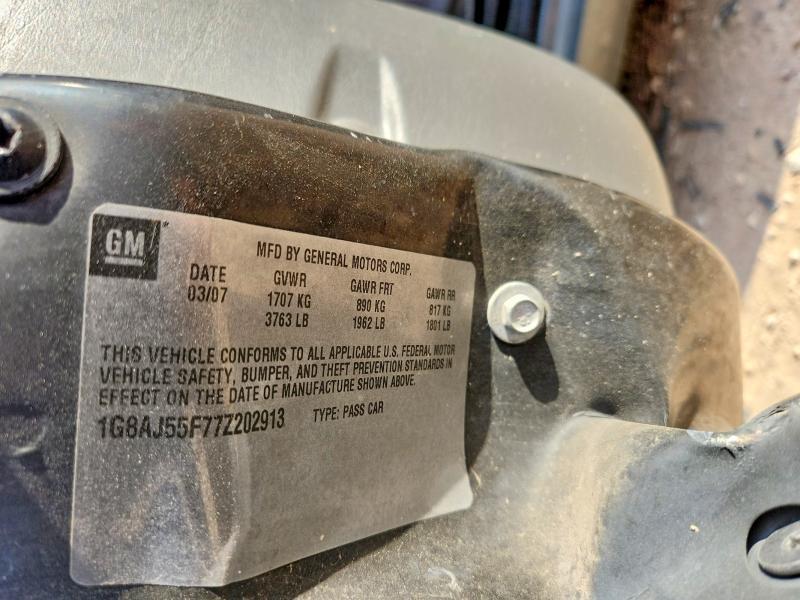 GM
MFD BY GENERAL MOTORS CORP.
DATE GVWR GAWR FRT GAWR RR
03/07 1707 KG 890 KG 817 KG
3763 LB 1962 LB 1801 LB
THIS VEHICLE CONFORMS TO ALL APPLICABLE U.S. FEDERAL MOTOR
VEHICLE SAFETY, BUMPER, AND THEFT PREVENTION STANDARDS IN
EFFECT ON THE DATE OF MANUFACTURE SHOWN ABOVE.
1G8AJ55F77Z202913 TYPE: PASS CAR